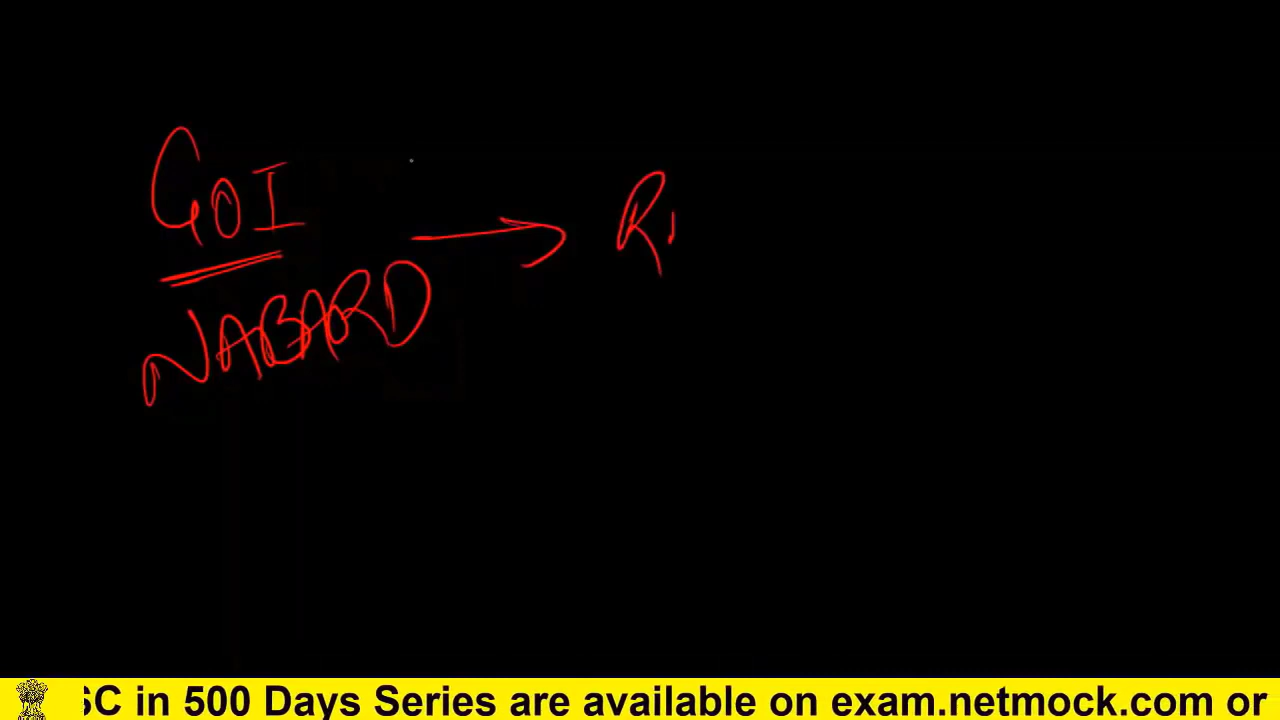 GOI
NABARD → R
SC in 500 Days Series are available on exam.netmock.com or